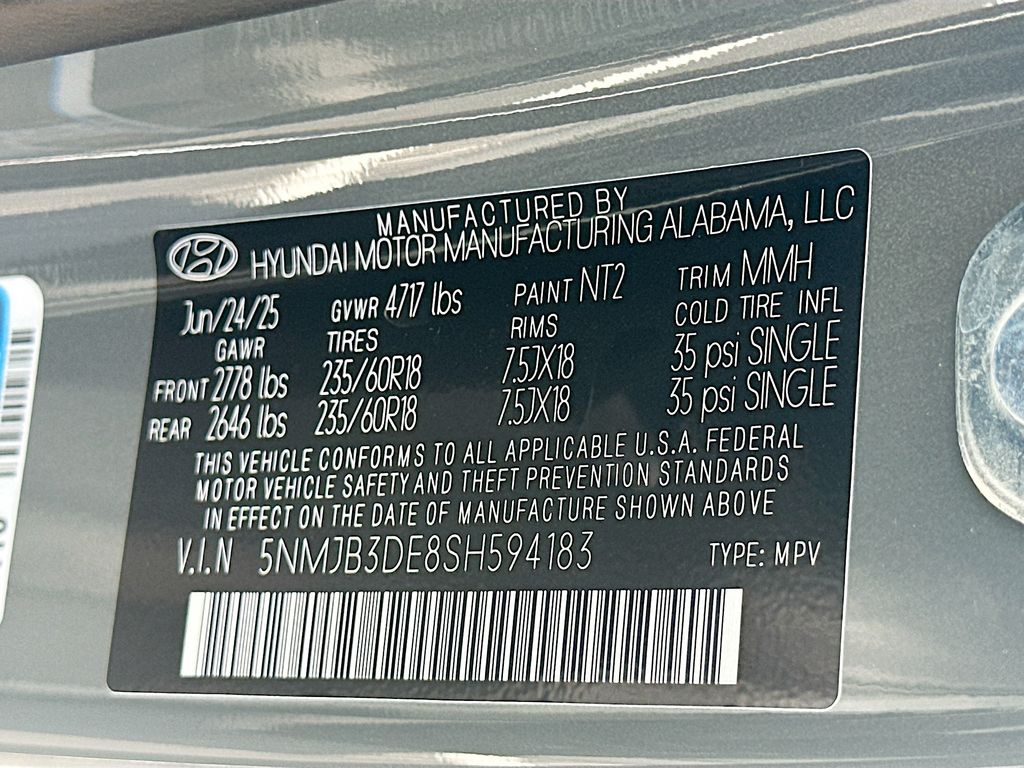 MANUFACTURED BY
HYUNDAI MOTOR MANUFACTURING ALABAMA, LLC
Jun/24/25 GVWR 4717 lbs PAINT NT2 TRIM MMH
GAWR TIRES RIMS COLD TIRE INFL
FRONT 2778 lbs 235/60R18 7.5JX18 35 psi SINGLE
REAR 2646 lbs 235/60R18 7.5JX18 35 psi SINGLE
THIS VEHICLE CONFORMS TO ALL APPLICABLE U.S.A. FEDERAL
MOTOR VEHICLE SAFETY AND THEFT PREVENTION STANDARDS
IN EFFECT ON THE DATE OF MANUFACTURE SHOWN ABOVE
V.I.N 5NMJB3DE8SH594183 TYPE: MPV